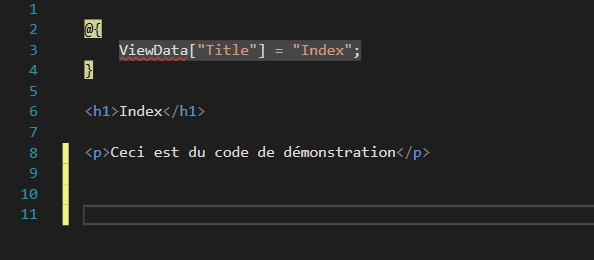 1
2 @{
3 ViewData["Title"] = "Index";
4 }
5
6 <h1>Index</h1>
7
8 <p>Ceci est du code de démonstration</p>
9
10
11